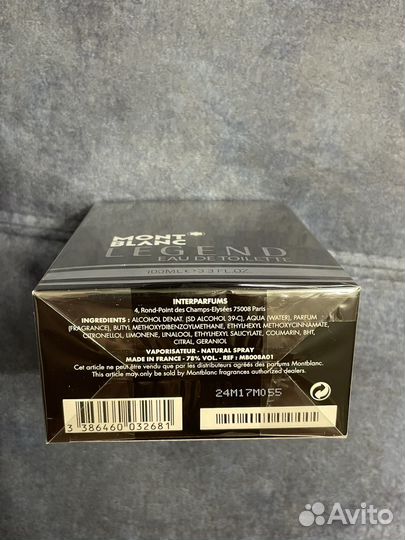 MONT
BLANC
LEGEND
EAU DE TOILETTE
100ML℮3.3 FL.OZ.
INTERPARFUMS
4, Rond-Point des Champs-Elysées 75008 Paris
INGREDIENTS : ALCOHOL DENAT. (SD ALCOHOL 39-C), AQUA (WATER), PARFUM
(FRAGRANCE), BUTYL METHOXYDIBENZOYLMETHANE, ETHYLHEXYL METHOXYCINNAMATE,
CITRONELLOL, LIMONENE, LINALOOL, ETHYLHEXYL SALICYLATE, COUMARIN, BHT,
CITRAL, GERANIOL
VAPORISATEUR - NATURAL SPRAY
MADE IN FRANCE - 78% VOL. - REF : MB008A01
Cet article ne peut être vendu que par les distributeurs agréés des parfums Montblanc.
This article may only be sold by Montblanc fragrances authorized dealers.
24M17M055
3 386460 032681
Avito